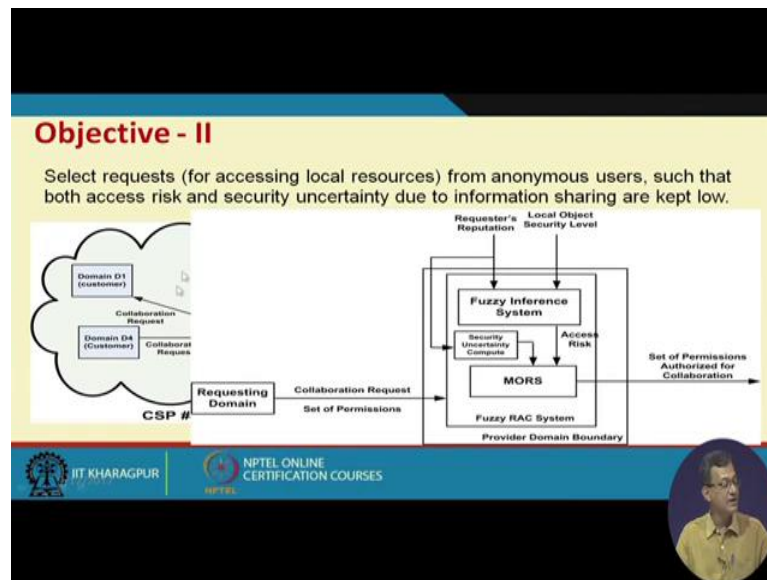 Objective - II
Select requests (for accessing local resources) from anonymous users, such that
both access risk and security uncertainty due to information sharing are kept low.
Domain D1
(customer)
Collaboration
Request
Domain D4
(Customer)
Collaborat
Reques
CSP #
Requester's
Reputation
Local Object
Security Level
Fuzzy Inference
System
Security
Uncertainty
Compute
Access
Risk
MORS
Fuzzy RAC System
Provider Domain Boundary
Requesting
Domain
Collaboration Request
Set of Permissions
Set of Permissions
Authorized for
Collaboration
IIT KHARAGPUR
NPTEL
NPTEL ONLINE
CERTIFICATION COURSES